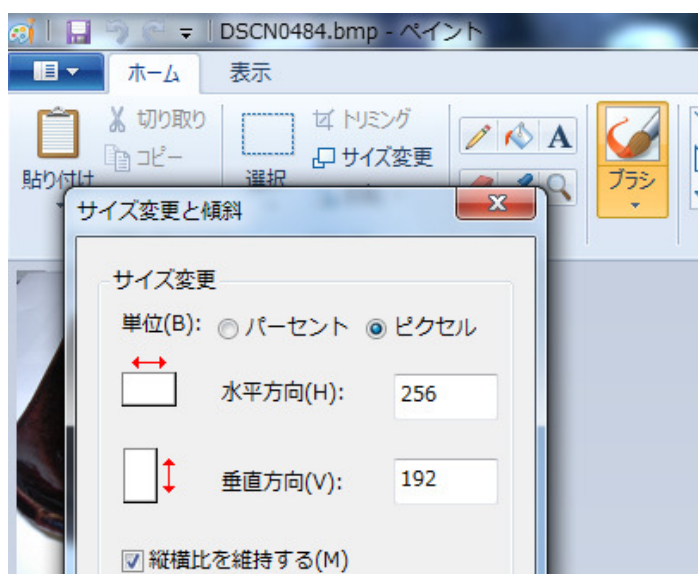 DSCN0484.bmp - ペイント
ホーム 表示
切り取り
コピー
貼り付け
選択
トリミング
サイズ変更
A
ブラシ
サイズ変更と傾斜
サイズ変更
単位(B): パーセント ピクセル
水平方向(H): 256
垂直方向(V): 192
縦横比を維持する(M)